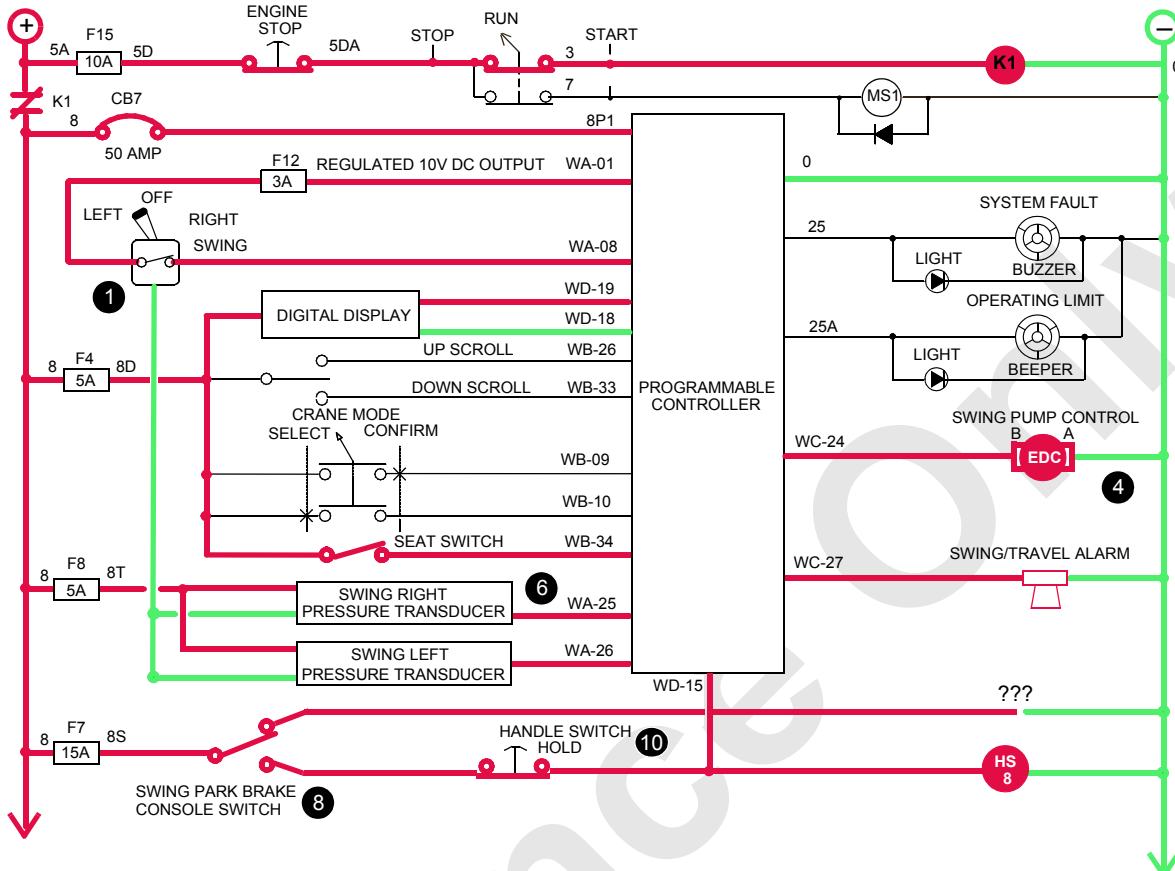 +
−
ENGINE
STOP
RUN
F15
5A
10A
5D
5DA
STOP
3
START
K1
7
MS1
K1
8
CB7
50 AMP
8P1
F12
3A
REGULATED 10V DC OUTPUT
WA-01
0
OFF
LEFT
RIGHT
SWING
WA-08
1
SYSTEM FAULT
25
LIGHT
BUZZER
DIGITAL DISPLAY
WD-19
WD-18
OPERATING LIMIT
25A
LIGHT
BEEPER
UP SCROLL
WB-26
8
F4
5A
8D
DOWN SCROLL
WB-33
PROGRAMMABLE
CONTROLLER
CRANE MODE
SELECT
CONFIRM
WB-09
WB-10
SWING PUMP CONTROL
B
A
WC-24
EDC
4
SEAT SWITCH
WB-34
8
F8
5A
8T
SWING RIGHT
PRESSURE TRANSDUCER
6
WA-25
WC-27
SWING/TRAVEL ALARM
SWING LEFT
PRESSURE TRANSDUCER
WA-26
WD-15
???
8
F7
15A
8S
HANDLE SWITCH
HOLD
10
HS
8
SWING PARK BRAKE
CONSOLE SWITCH
8